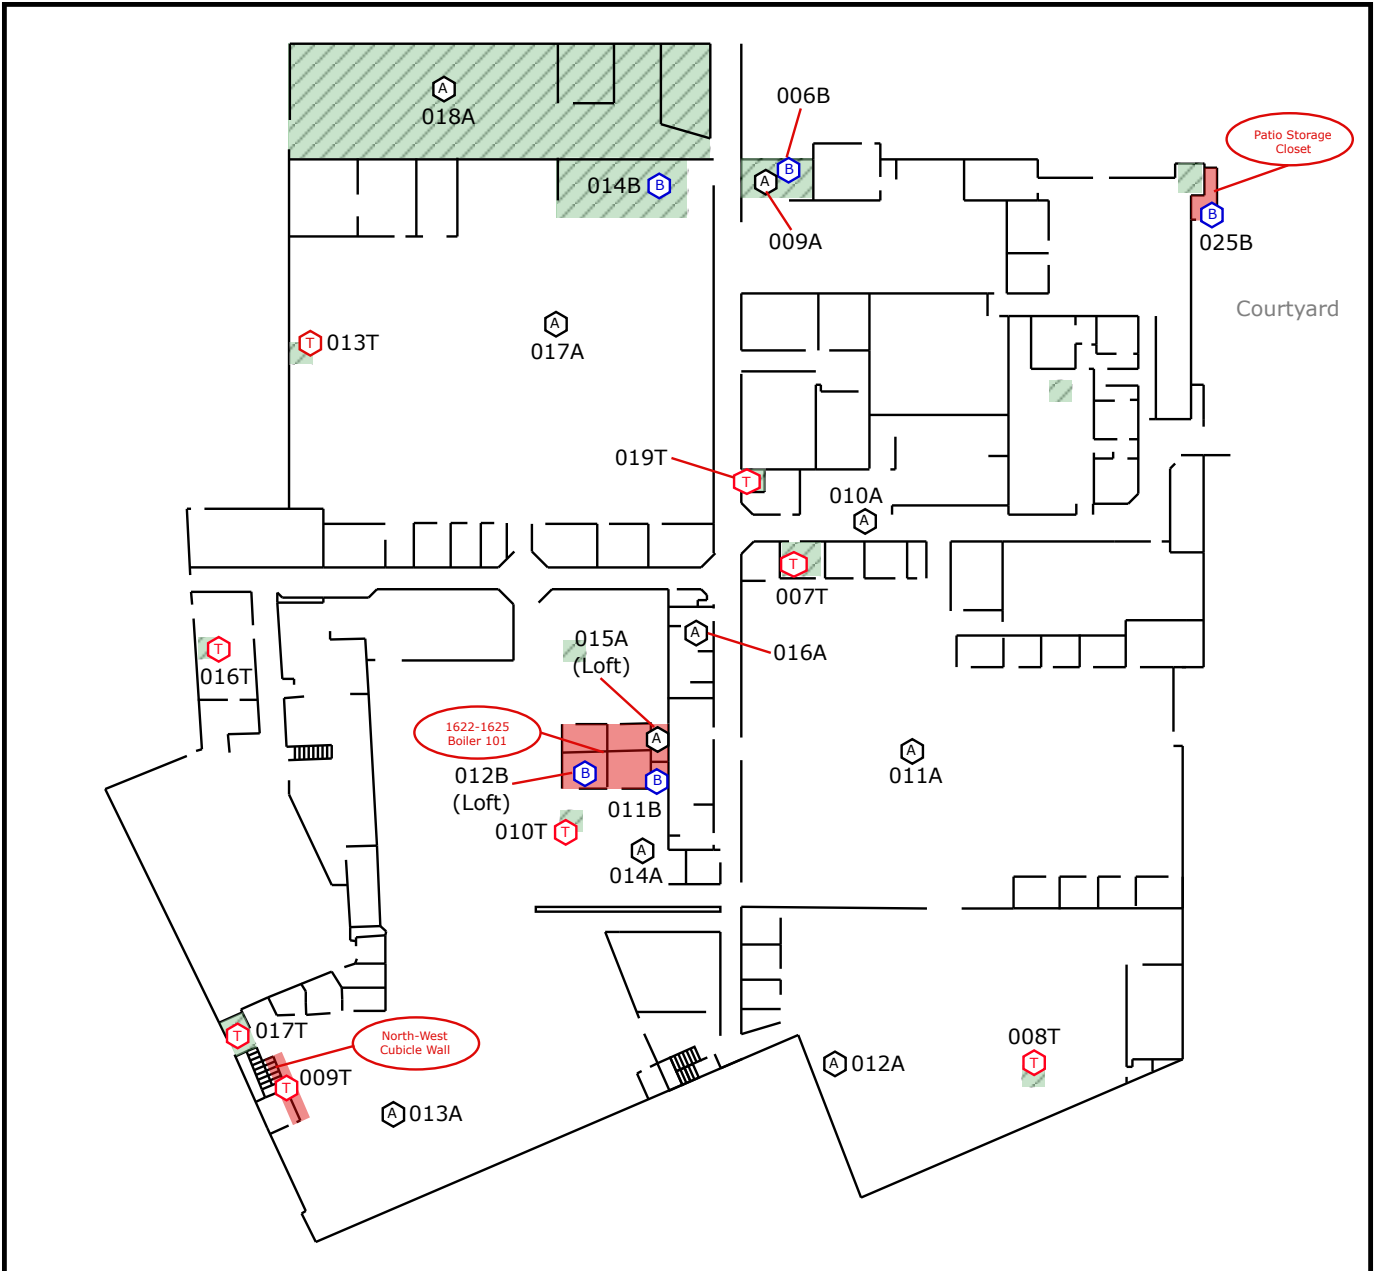 A
018A
006B
B
A
009A
014B
B
Patio Storage
Closet
B
025B
Courtyard
T
013T
A
017A
019T
T
010A
A
T
007T
015A
(Loft)
A
016A
T
016T
1622-1625
Boiler 101
A
012B
(Loft)
B
B
011B
A
011A
010T
T
A
014A
T
017T
North-West
Cubicle Wall
009T
T
A
013A
A
012A
008T
T